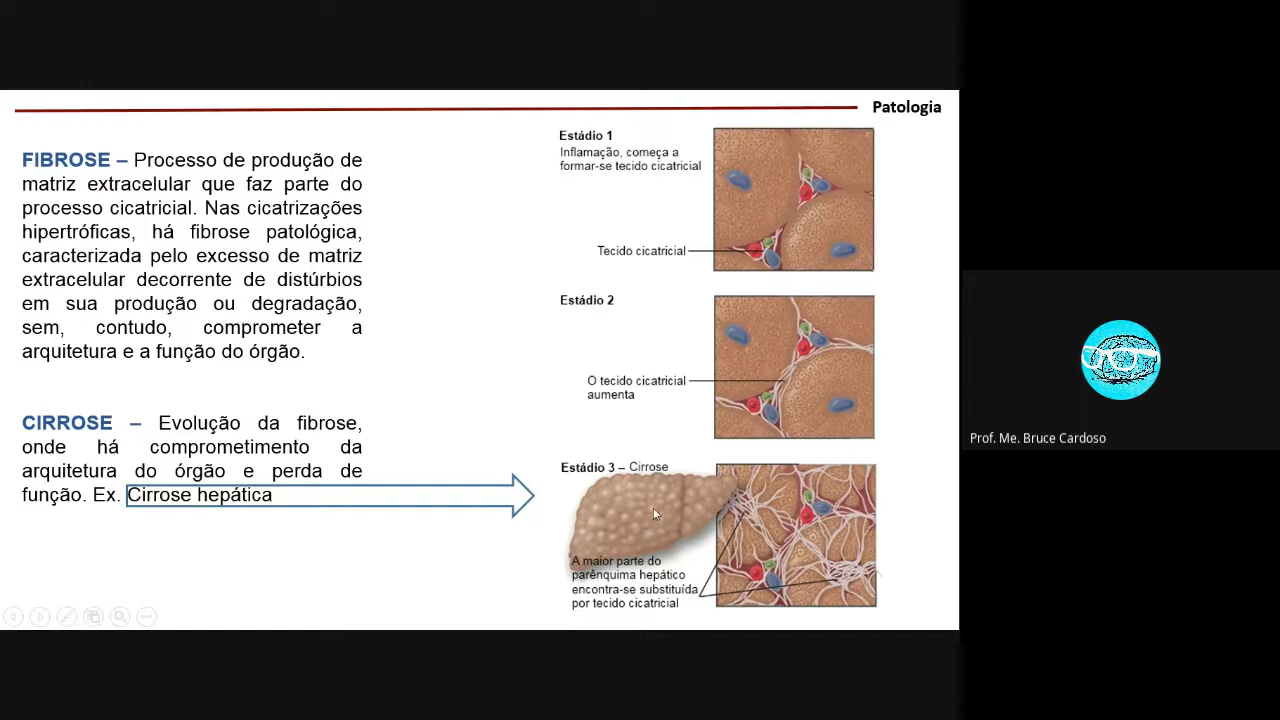 Patologia
FIBROSE – Processo de produção de
matriz extracelular que faz parte do
processo cicatricial. Nas cicatrizações
hipertróficas, há fibrose patológica,
caracterizada pelo excesso de matriz
extracelular decorrente de distúrbios
em sua produção ou degradação,
sem, contudo, comprometer a
arquitetura e a função do órgão.
CIRROSE – Evolução da fibrose,
onde há comprometimento da
arquitetura do órgão e perda de
função. Ex. Cirrose hepática
Estádio 1
Inflamação, começa a
formar-se tecido cicatricial
Tecido cicatricial
Estádio 2
O tecido cicatricial
aumenta
Estádio 3 – Cirrose
A maior parte do
parênquima hepático
encontra-se substituída
por tecido cicatricial
Prof. Me. Bruce Cardoso